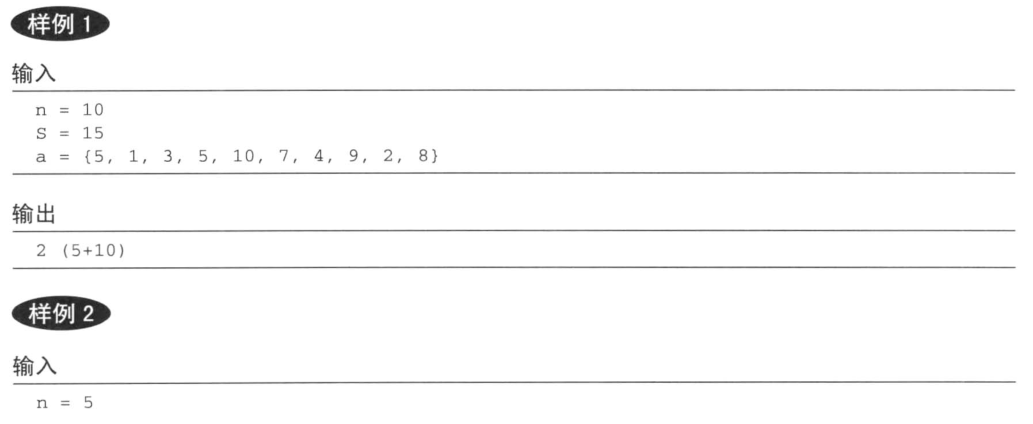 样例 1
输入
n = 10
S = 15
a = {5, 1, 3, 5, 10, 7, 4, 9, 2, 8}
输出
2 (5+10)
样例 2
输入
n = 5